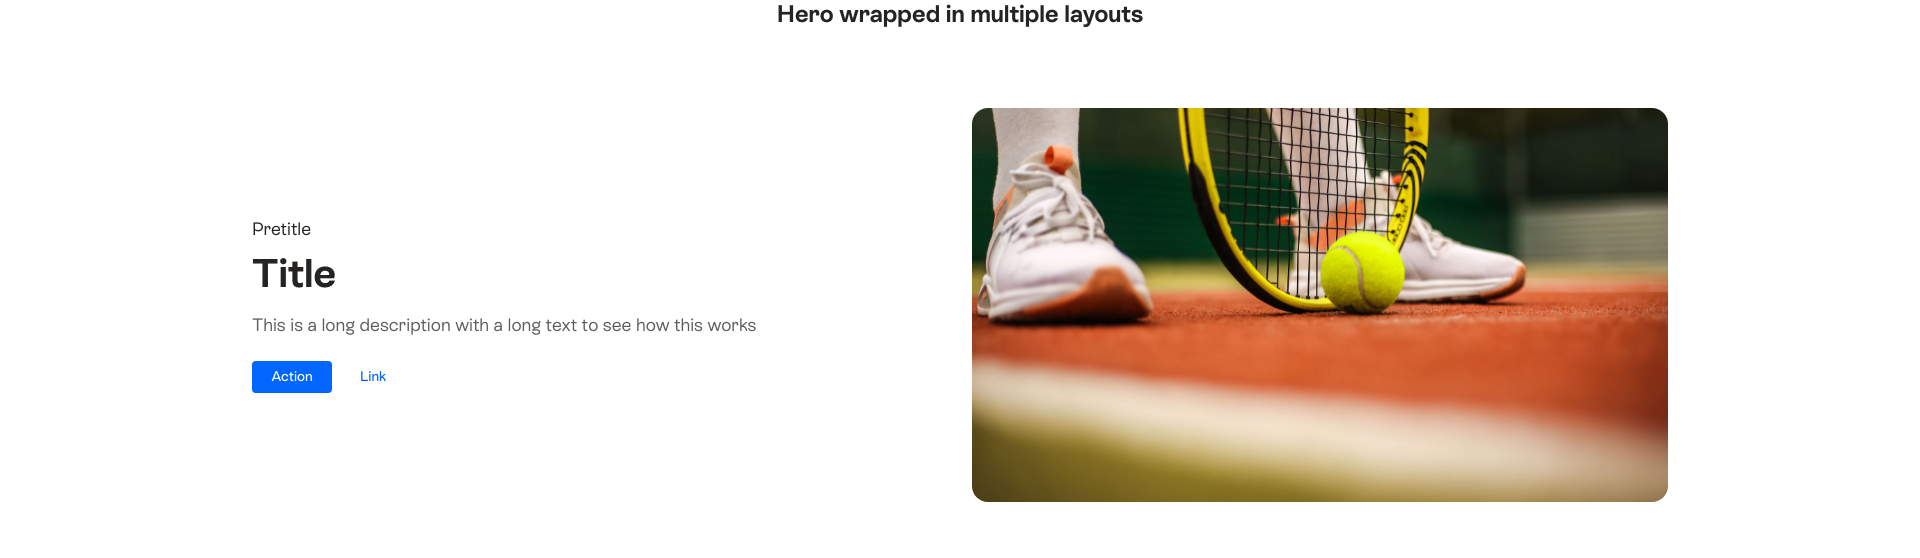 Hero wrapped in multiple layouts
Pretitle
Title
This is a long description with a long text to see how this works
Action
Link